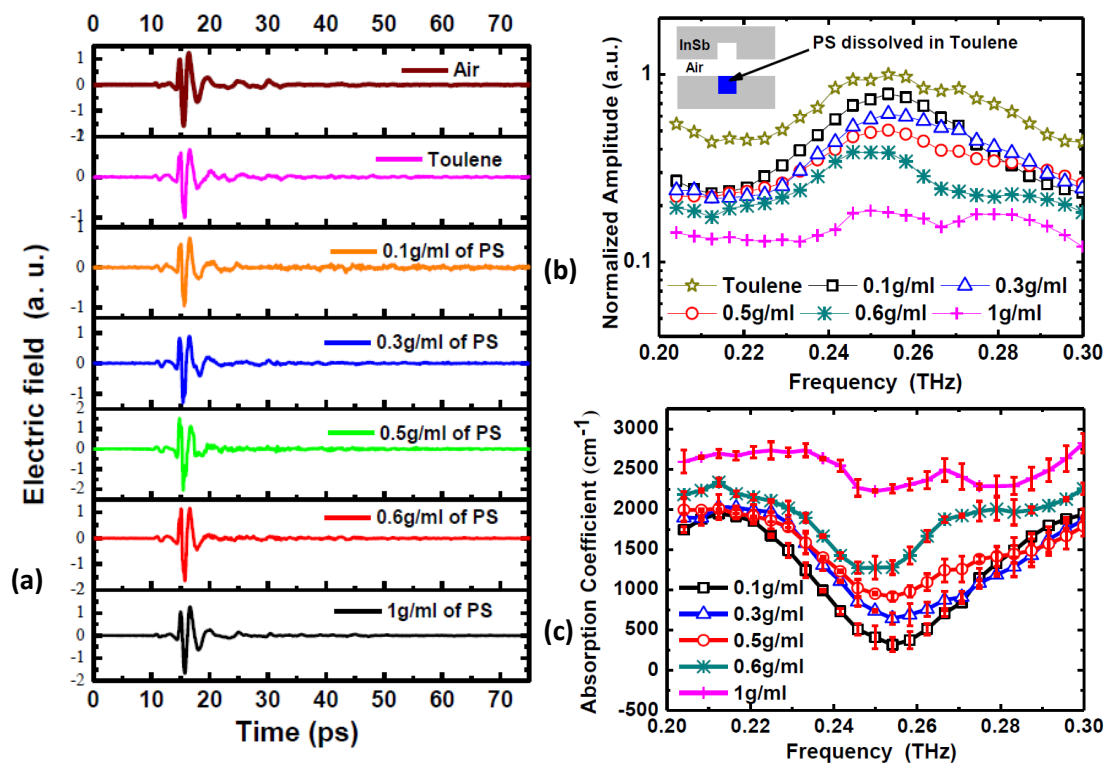 0 10 20 30 40 50 60 70
1
0
-1
2
Air
1
0
1
1
Toulene
0
1
1
0.1g/ml of PS
0
-1
1
0.3g/ml of PS
0
-1
2
0.5g/ml of PS
1
0
-1
-2
0.6g/ml of PS
1
0
-1
-2
1g/ml of PS
1
0
-1
-2
0 10 20 30 40 50 60 70
Time (ps)
Electric field (a. u.)
(a)
InSb
Air
PS dissolved in Toulene
1
0.1
Normalized Amplitude (a.u.)
(b)
Toulene 0.1g/ml 0.3g/ml
0.5g/ml 0.6g/ml 1g/ml
0.20 0.22 0.24 0.26 0.28 0.30
Frequency (THz)
3000
2500
2000
1500
1000
500
0
-500
Absorption Coefficient (cm-1)
(c)
0.1g/ml
0.3g/ml
0.5g/ml
0.6g/ml
1g/ml
0.20 0.22 0.24 0.26 0.28 0.30
Frequency (THz)